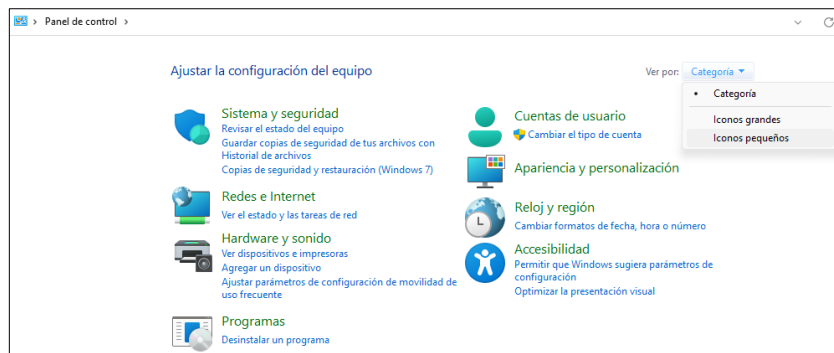 Panel de control
Ajustar la configuración del equipo
Ver por: Categoría
Categoría
Iconos grandes
Iconos pequeños
Sistema y seguridad
Revisar el estado del equipo
Guardar copias de seguridad de tus archivos con
Historial de archivos
Copias de seguridad y restauración (Windows 7)
Redes e Internet
Ver el estado y las tareas de red
Hardware y sonido
Ver dispositivos e impresoras
Agregar un dispositivo
Ajustar parámetros de configuración de movilidad de
uso frecuente
Programas
Desinstalar un programa
Cuentas de usuario
Cambiar el tipo de cuenta
Apariencia y personalización
Reloj y región
Cambiar formatos de fecha, hora o número
Accesibilidad
Permitir que Windows sugiera parámetros de
configuración
Optimizar la presentación visual